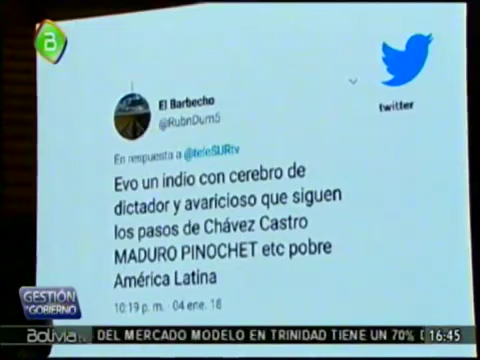 B
twitter
El Barbecho
@RubnDum5
En respuesta a @teleSURtv
Evo un indio con cerebro de
dictador y avaricioso que siguen
los pasos de Chávez Castro
MADURO PINOCHET etc pobre
América Latina
10:19 p. m. 04 ene. 18
GESTIÓN
DE GOBIERNO
Bolivia tv
DEL MERCADO MODELO EN TRINIDAD TIENE UN 70% D
16:45